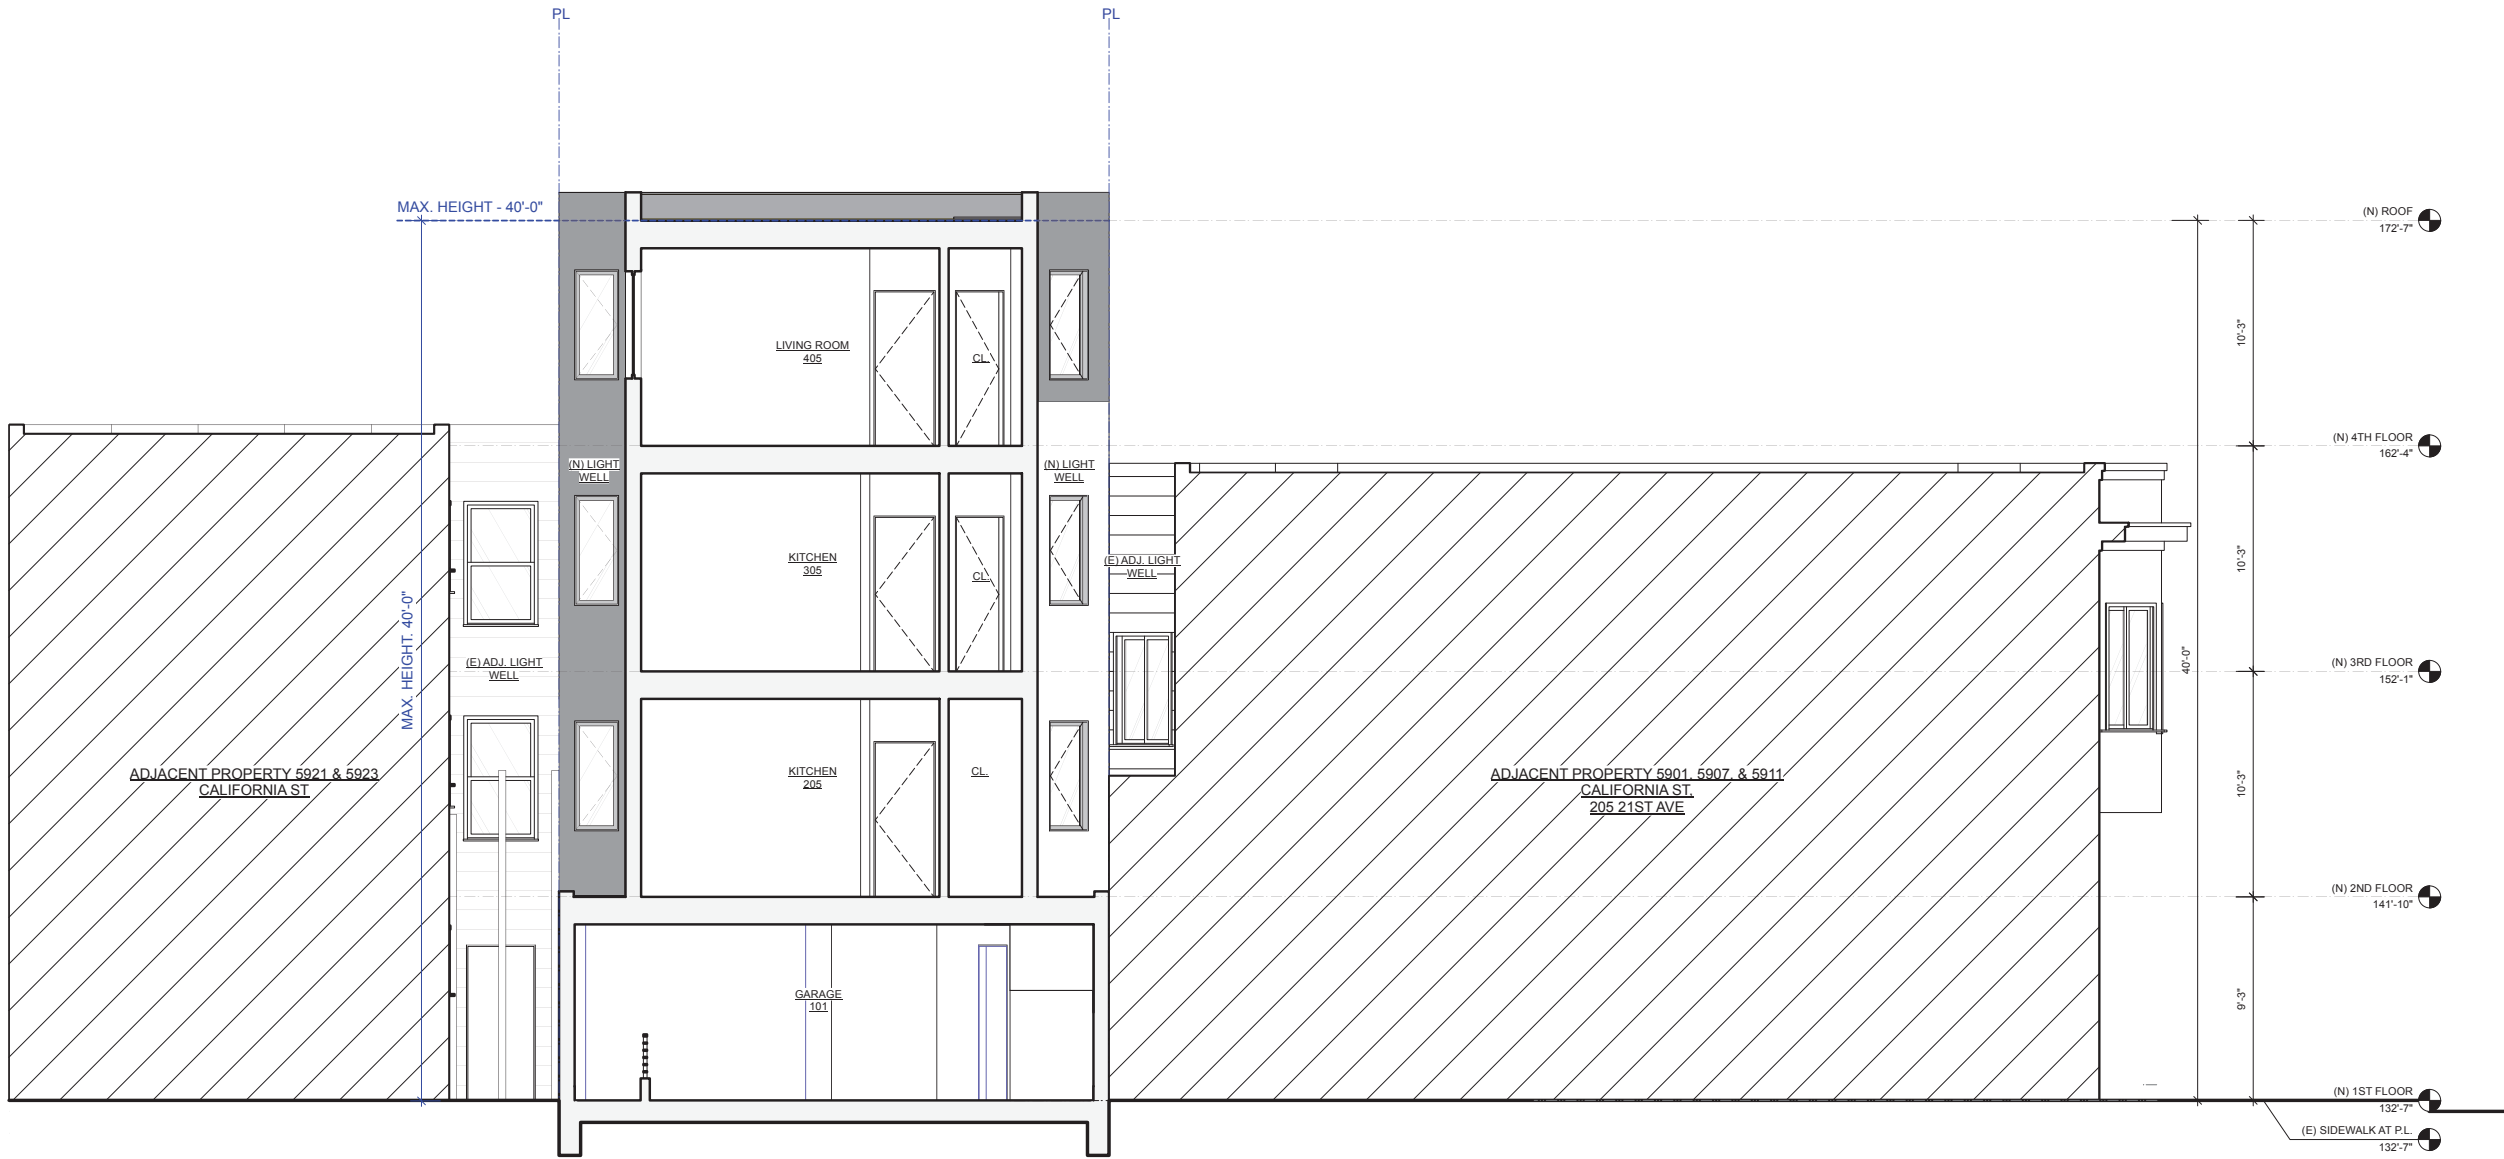 PL
PL
MAX. HEIGHT - 40'-0"
(N) ROOF
172'-7"
10'-3"
LIVING ROOM
405
CL.
(N) 4TH FLOOR
162'-4"
(N) LIGHT
WELL
(N) LIGHT
WELL
KITCHEN
305
CL.
(E) ADJ. LIGHT
WELL
10'-3"
MAX. HEIGHT. 40'-0"
(E) ADJ. LIGHT
WELL
40'-0"
(N) 3RD FLOOR
152'-1"
ADJACENT PROPERTY 5921 & 5923
CALIFORNIA ST
KITCHEN
205
CL.
ADJACENT PROPERTY 5901, 5907, & 5911
CALIFORNIA ST,
205 21ST AVE
10'-3"
(N) 2ND FLOOR
141'-10"
GARAGE
101
9'-3"
(N) 1ST FLOOR
132'-7"
(E) SIDEWALK AT P.L.
132'-7"